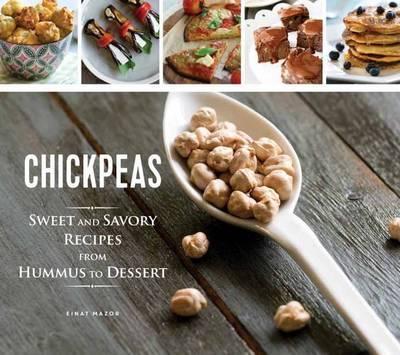 CHICKPEAS
SWEET AND SAVORY
RECIPES
FROM
HUMMUS TO DESSERT
EINAT MAZOR